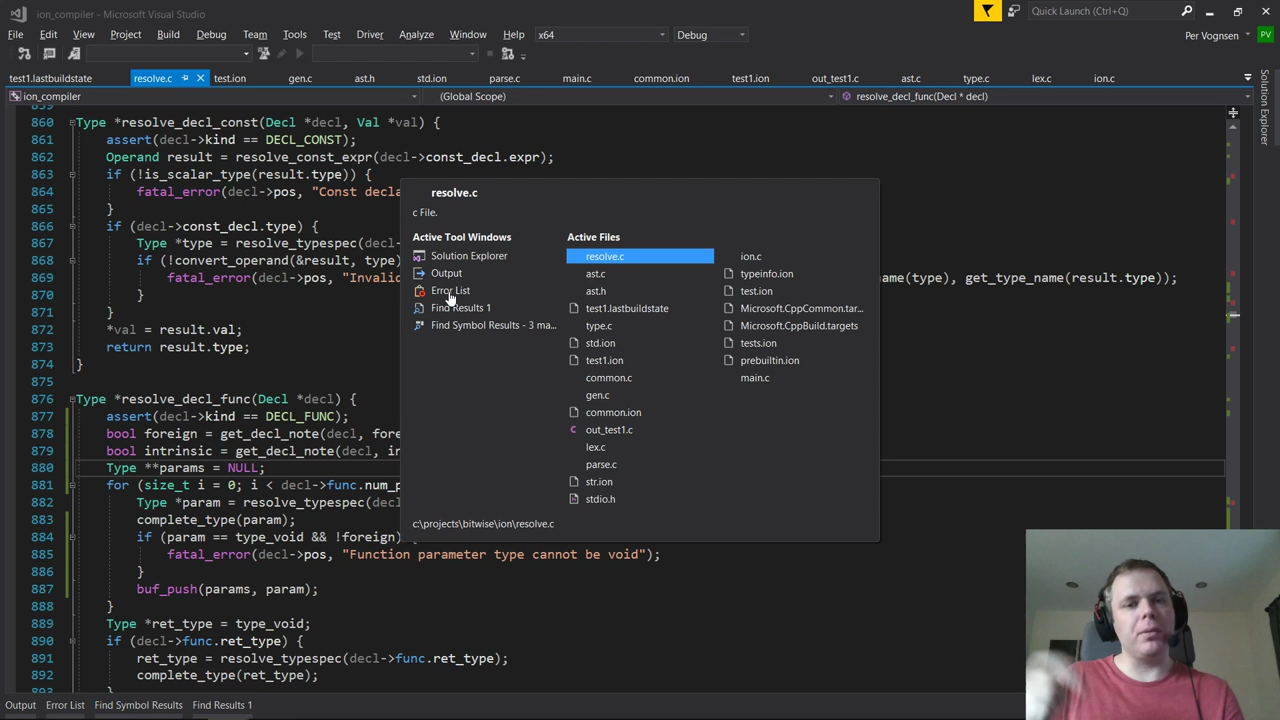 ion_compiler - Microsoft Visual Studio
Quick Launch (Ctrl+Q)
File Edit View Project Build Debug Team Tools Test Driver Analyze Window Help x64 Debug
Per Vognsen PV
test1.lastbuildstate resolve.c test.ion gen.c ast.h std.ion parse.c main.c common.ion test1.ion out_test1.c ast.c type.c lex.c ion.c
Solution Explorer
ion_compiler (Global Scope) resolve_decl_func(Decl * decl)
859
860 Type *resolve_decl_const(Decl *decl, Val *val) {
861 assert(decl->kind == DECL_CONST);
862 Operand result = resolve_const_expr(decl->const_decl.expr);
863 if (!is_scalar_type(result.type)) {
864 fatal_error(decl->pos, "Const decla
865 }
866 if (decl->const_decl.type) {
867 Type *type = resolve_typespec(decl-
868 if (!convert_operand(&result, type)
869 fatal_error(decl->pos, "Invalid
e_name(type), get_type_name(result.type));
870 }
871 }
872 *val = result.val;
873 return result.type;
874 }
875
876 Type *resolve_decl_func(Decl *decl) {
877 assert(decl->kind == DECL_FUNC);
878 bool foreign = get_decl_note(decl, fore
879 bool intrinsic = get_decl_note(decl, in
880 Type **params = NULL;
881 for (size_t i = 0; i < decl->func.num_p
882 Type *param = resolve_typespec(decl
883 complete_type(param);
884 if (param == type_void && !foreign)
885 fatal_error(decl->pos, "Function parameter type cannot be void");
886 }
887 buf_push(params, param);
888 }
889 Type *ret_type = type_void;
890 if (decl->func.ret_type) {
891 ret_type = resolve_typespec(decl->func.ret_type);
892 complete_type(ret_type);
893 }
resolve.c
c File.
Active Tool Windows
Solution Explorer
Output
Error List
Find Results 1
Find Symbol Results - 3 ma...
Active Files
resolve.c
ast.c
ast.h
test1.lastbuildstate
type.c
std.ion
test1.ion
common.c
gen.c
common.ion
out_test1.c
lex.c
parse.c
str.ion
stdio.h
ion.c
typeinfo.ion
test.ion
Microsoft.CppCommon.tar...
Microsoft.CppBuild.targets
tests.ion
prebuiltin.ion
main.c
c:\projects\bitwise\ion\resolve.c
Output Error List Find Symbol Results Find Results 1